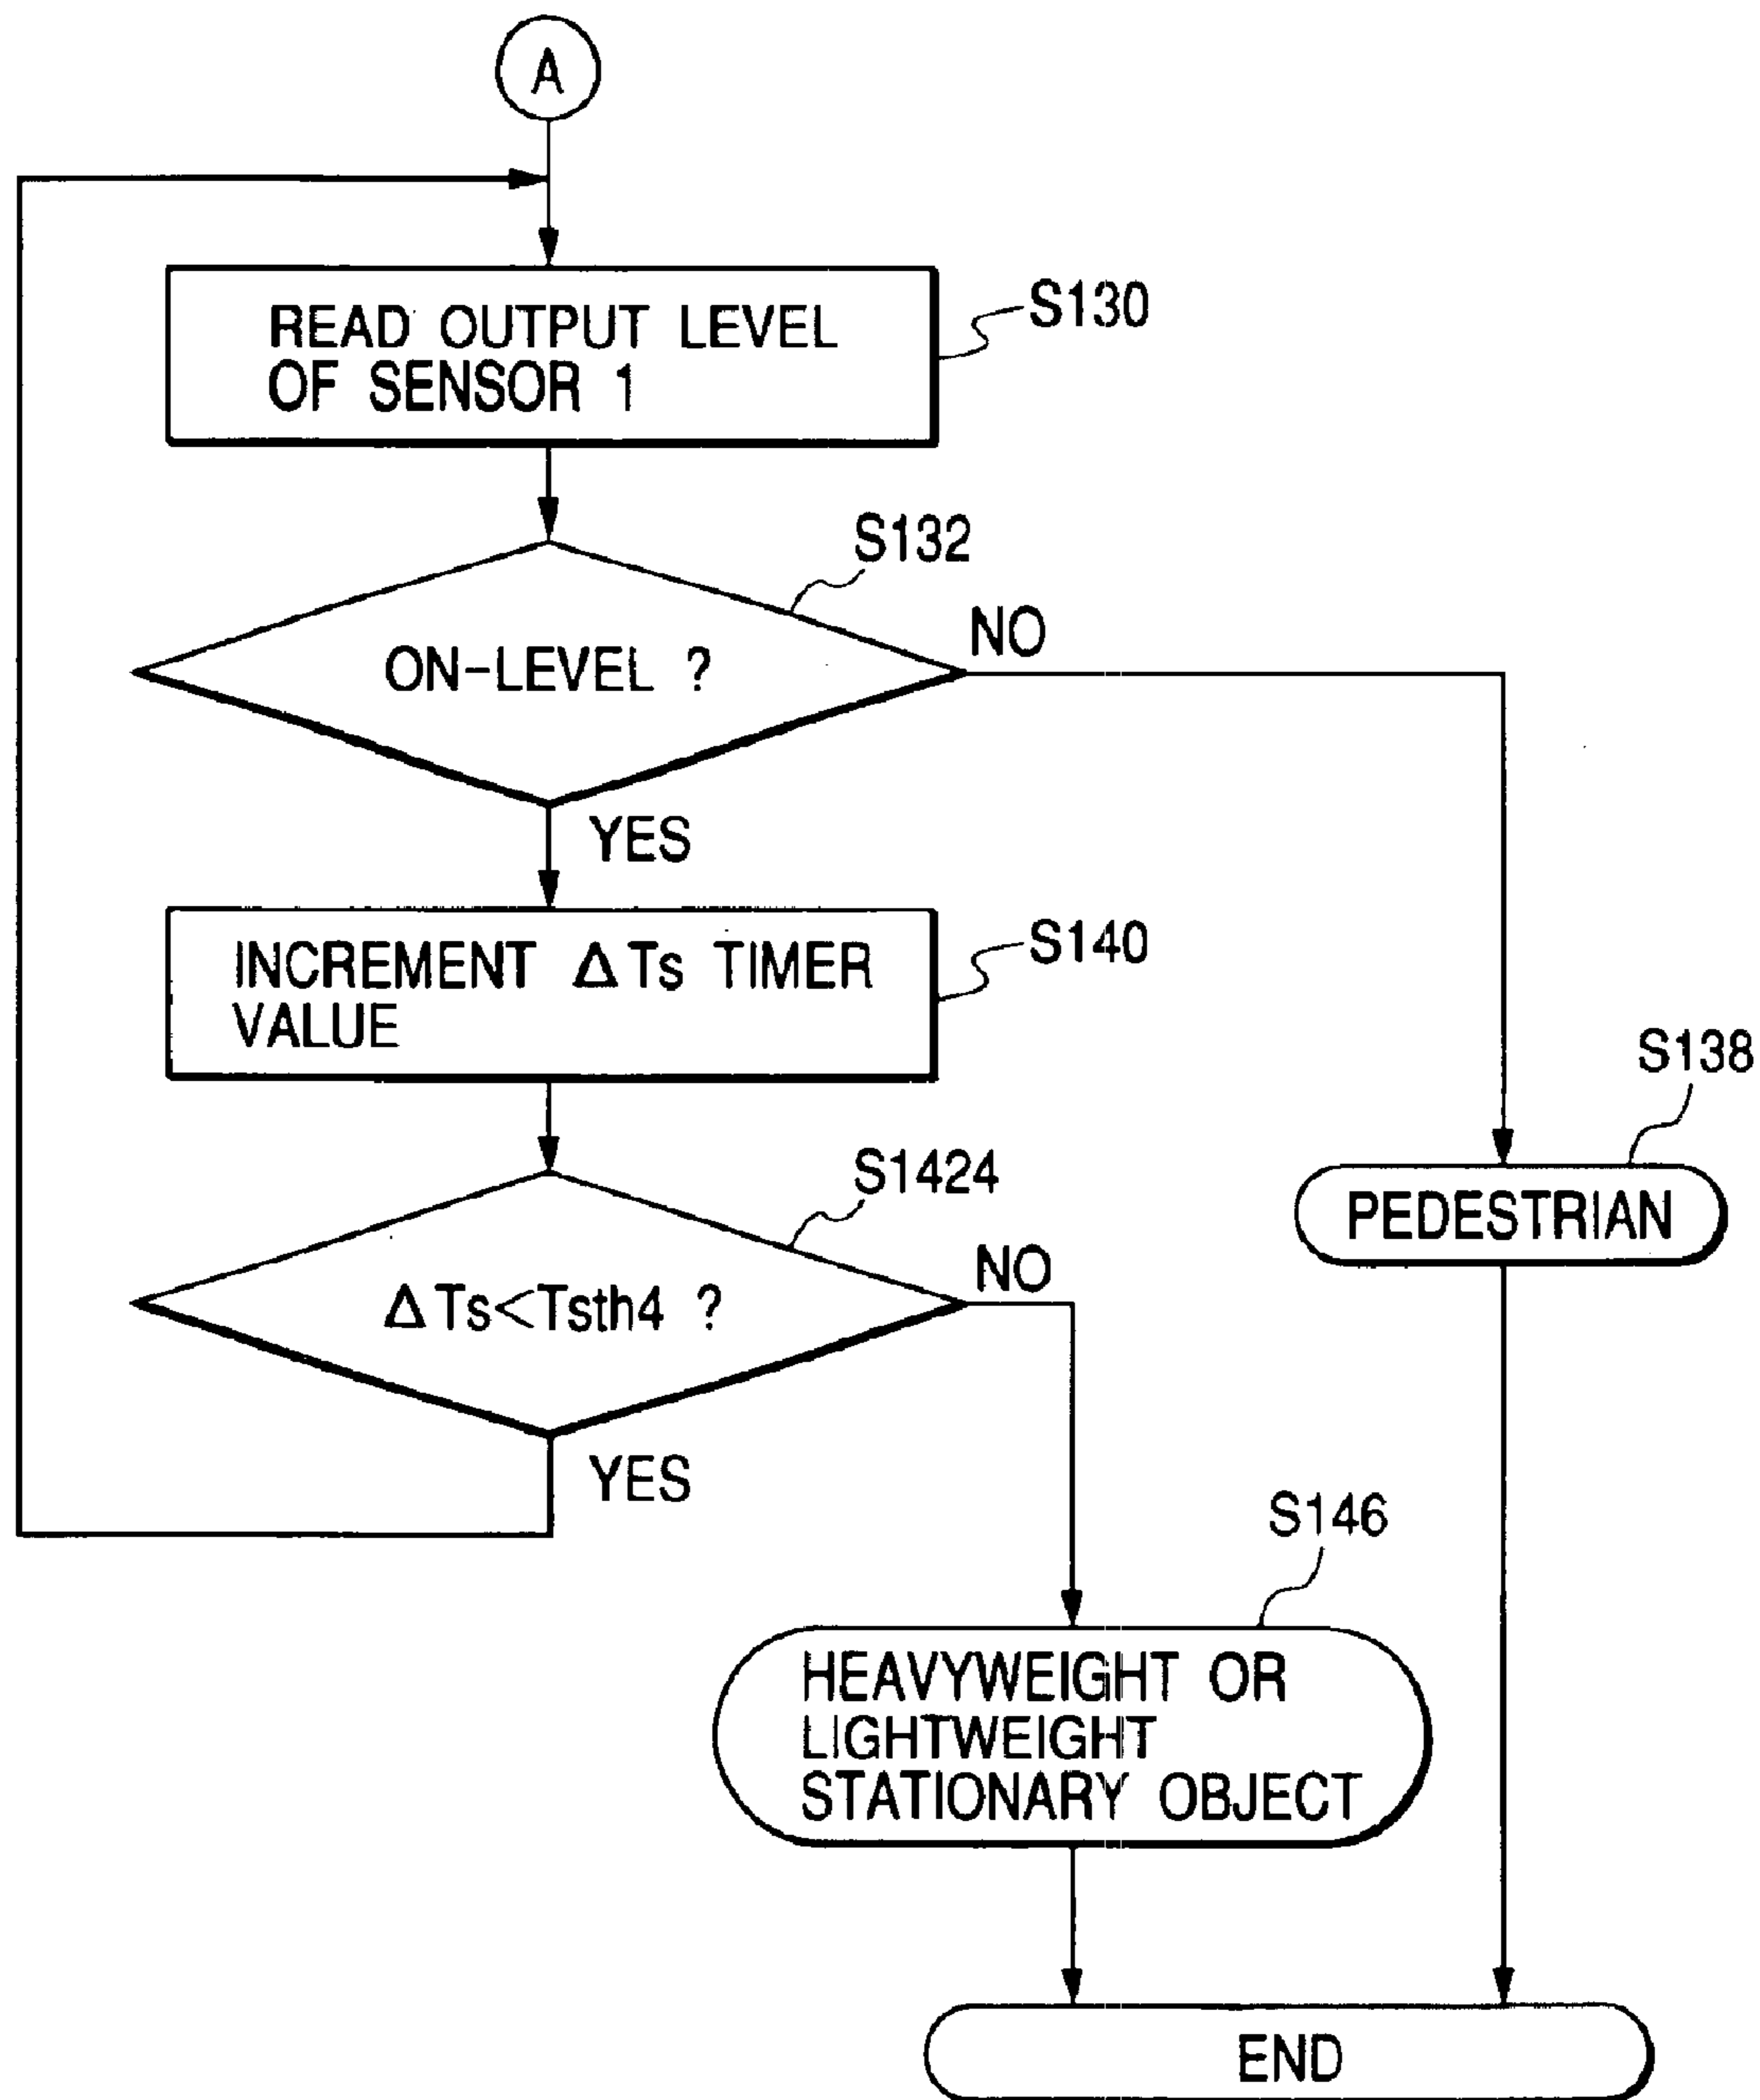 A
READ OUTPUT LEVEL
OF SENSOR 1
S130
S132
ON-LEVEL ?
NO
YES
INCREMENT ΔTs TIMER
VALUE
S140
S138
PEDESTRIAN
S1424
ΔTs<Tsth4 ?
NO
YES
S146
HEAVYWEIGHT OR
LIGHTWEIGHT
STATIONARY OBJECT
END